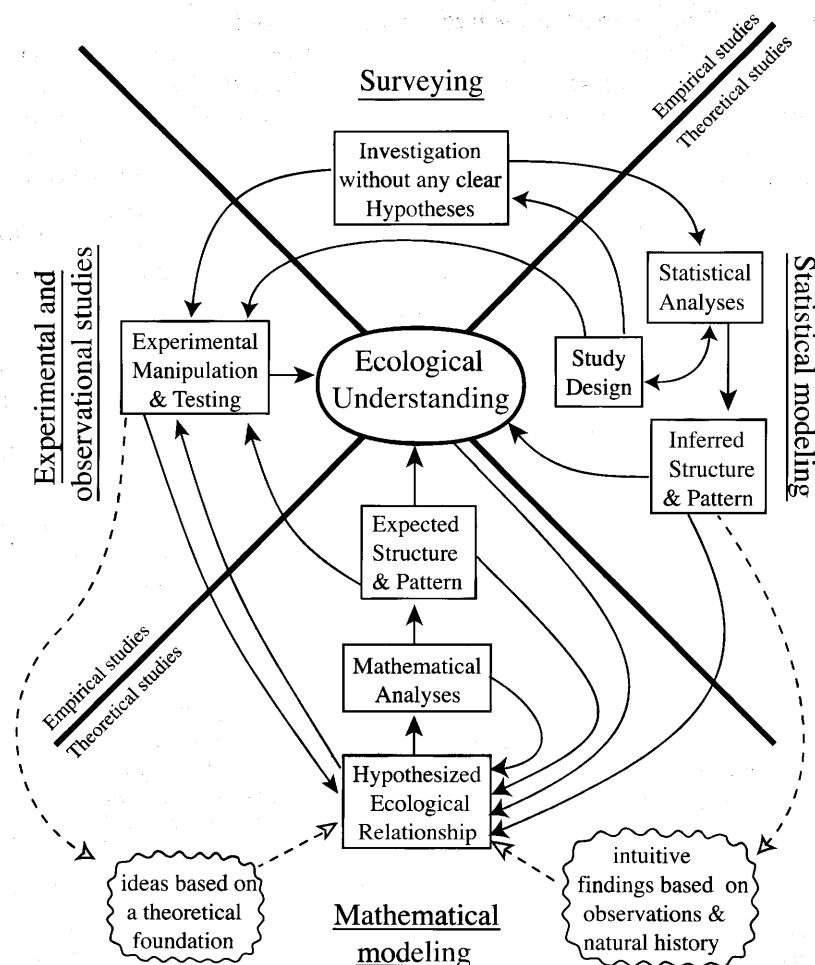 Surveying
Empirical studies
Theoretical studies
Investigation
without any clear
Hypotheses
Experimental and
observational studies
Statistical
Analyses
Statistical modeling
Experimental
Manipulation
& Testing
Ecological
Understanding
Study
Design
Inferred
Structure
& Pattern
Expected
Structure
& Pattern
Mathematical
Analyses
Empirical studies
Theoretical studies
Hypothesized
Ecological
Relationship
ideas based on
a theoretical
foundation
intuitive
findings based on
observations &
natural history
Mathematical
modeling